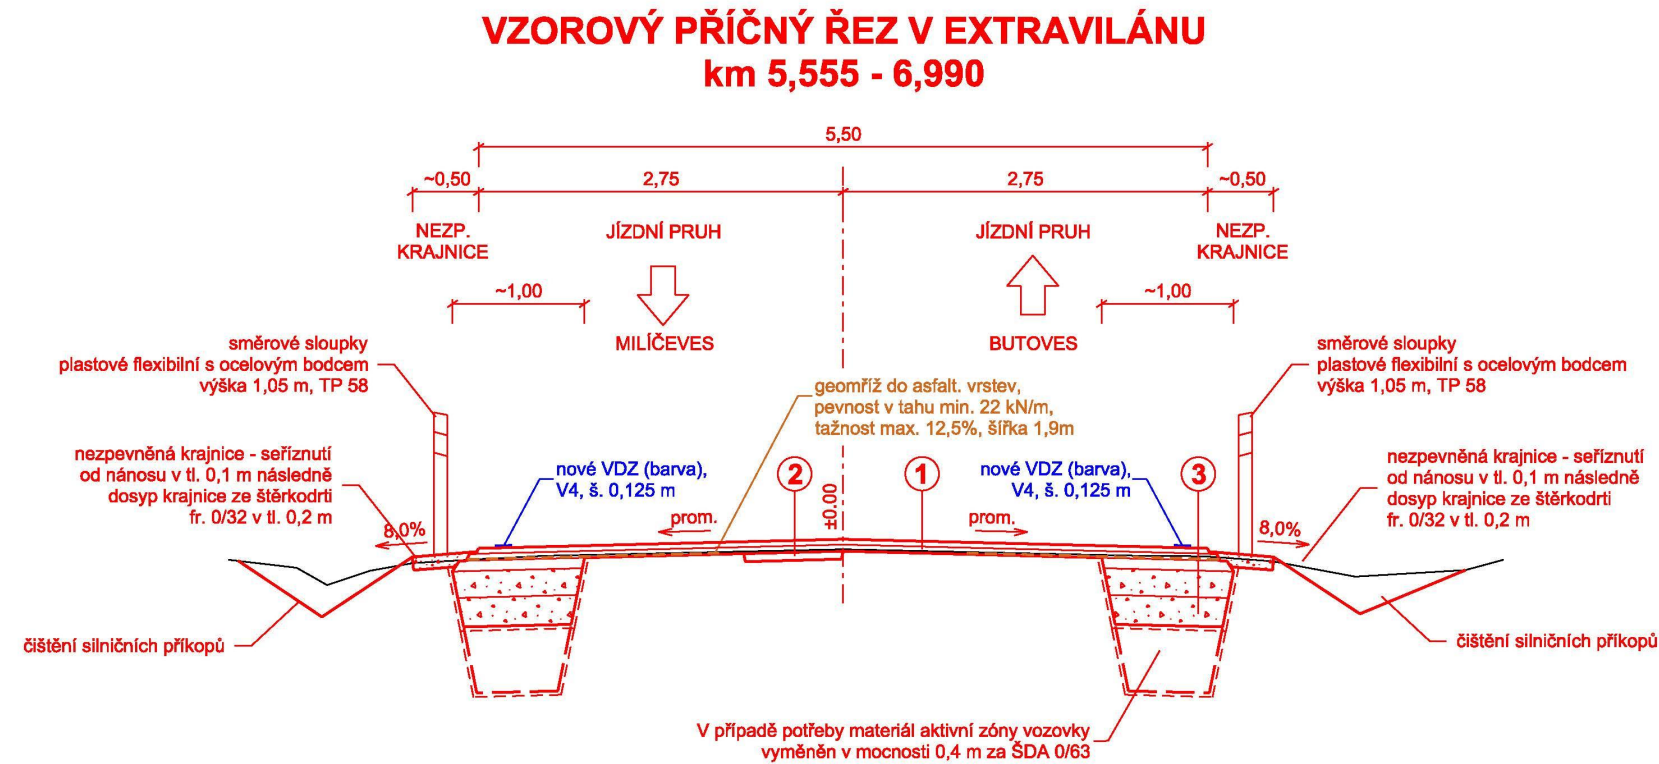 VZOROVÝ PŘÍČNÝ ŘEZ V EXTRAVILÁNU
km 5,555 - 6,990
5,50
~0,50
2,75
2,75
~0,50
NEZP.
KRAJNICE
JÍZDNÍ PRUH
JÍZDNÍ PRUH
NEZP.
KRAJNICE
~1,00
~1,00
MILÍČEVES
BUTOVES
směrové sloupky
plastové flexibilní s ocelovým bodcem
výška 1,05 m, TP 58
směrové sloupky
plastové flexibilní s ocelovým bodcem
výška 1,05 m, TP 58
geomříž do asfalt. vrstev,
pevnost v tahu min. 22 kN/m,
tažnost max. 12,5%, šířka 1,9m
nezpevněná krajnice - seříznutí
od nánosu v tl. 0,1 m následně
dosyp krajnice ze štěrkodrti
fr. 0/32 v tl. 0,2 m
nové VDZ (barva),
V4, š. 0,125 m
2
1
nové VDZ (barva),
V4, š. 0,125 m
3
nezpevněná krajnice - seříznutí
od nánosu v tl. 0,1 m následně
dosyp krajnice ze štěrkodrti
fr. 0/32 v tl. 0,2 m
8,0%
prom.
±0.00
prom.
8,0%
čištění silničních příkopů
čištění silničních příkopů
V případě potřeby materiál aktivní zóny vozovky
vyměněn v mocnosti 0,4 m za ŠDA 0/63